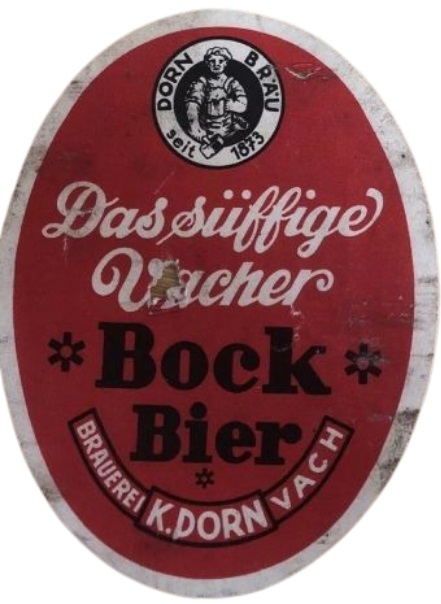 DORN BRÄU
seit 1873
Das süffige
Vacher
Bock
Bier
BRAUEREI K.DORN VACH